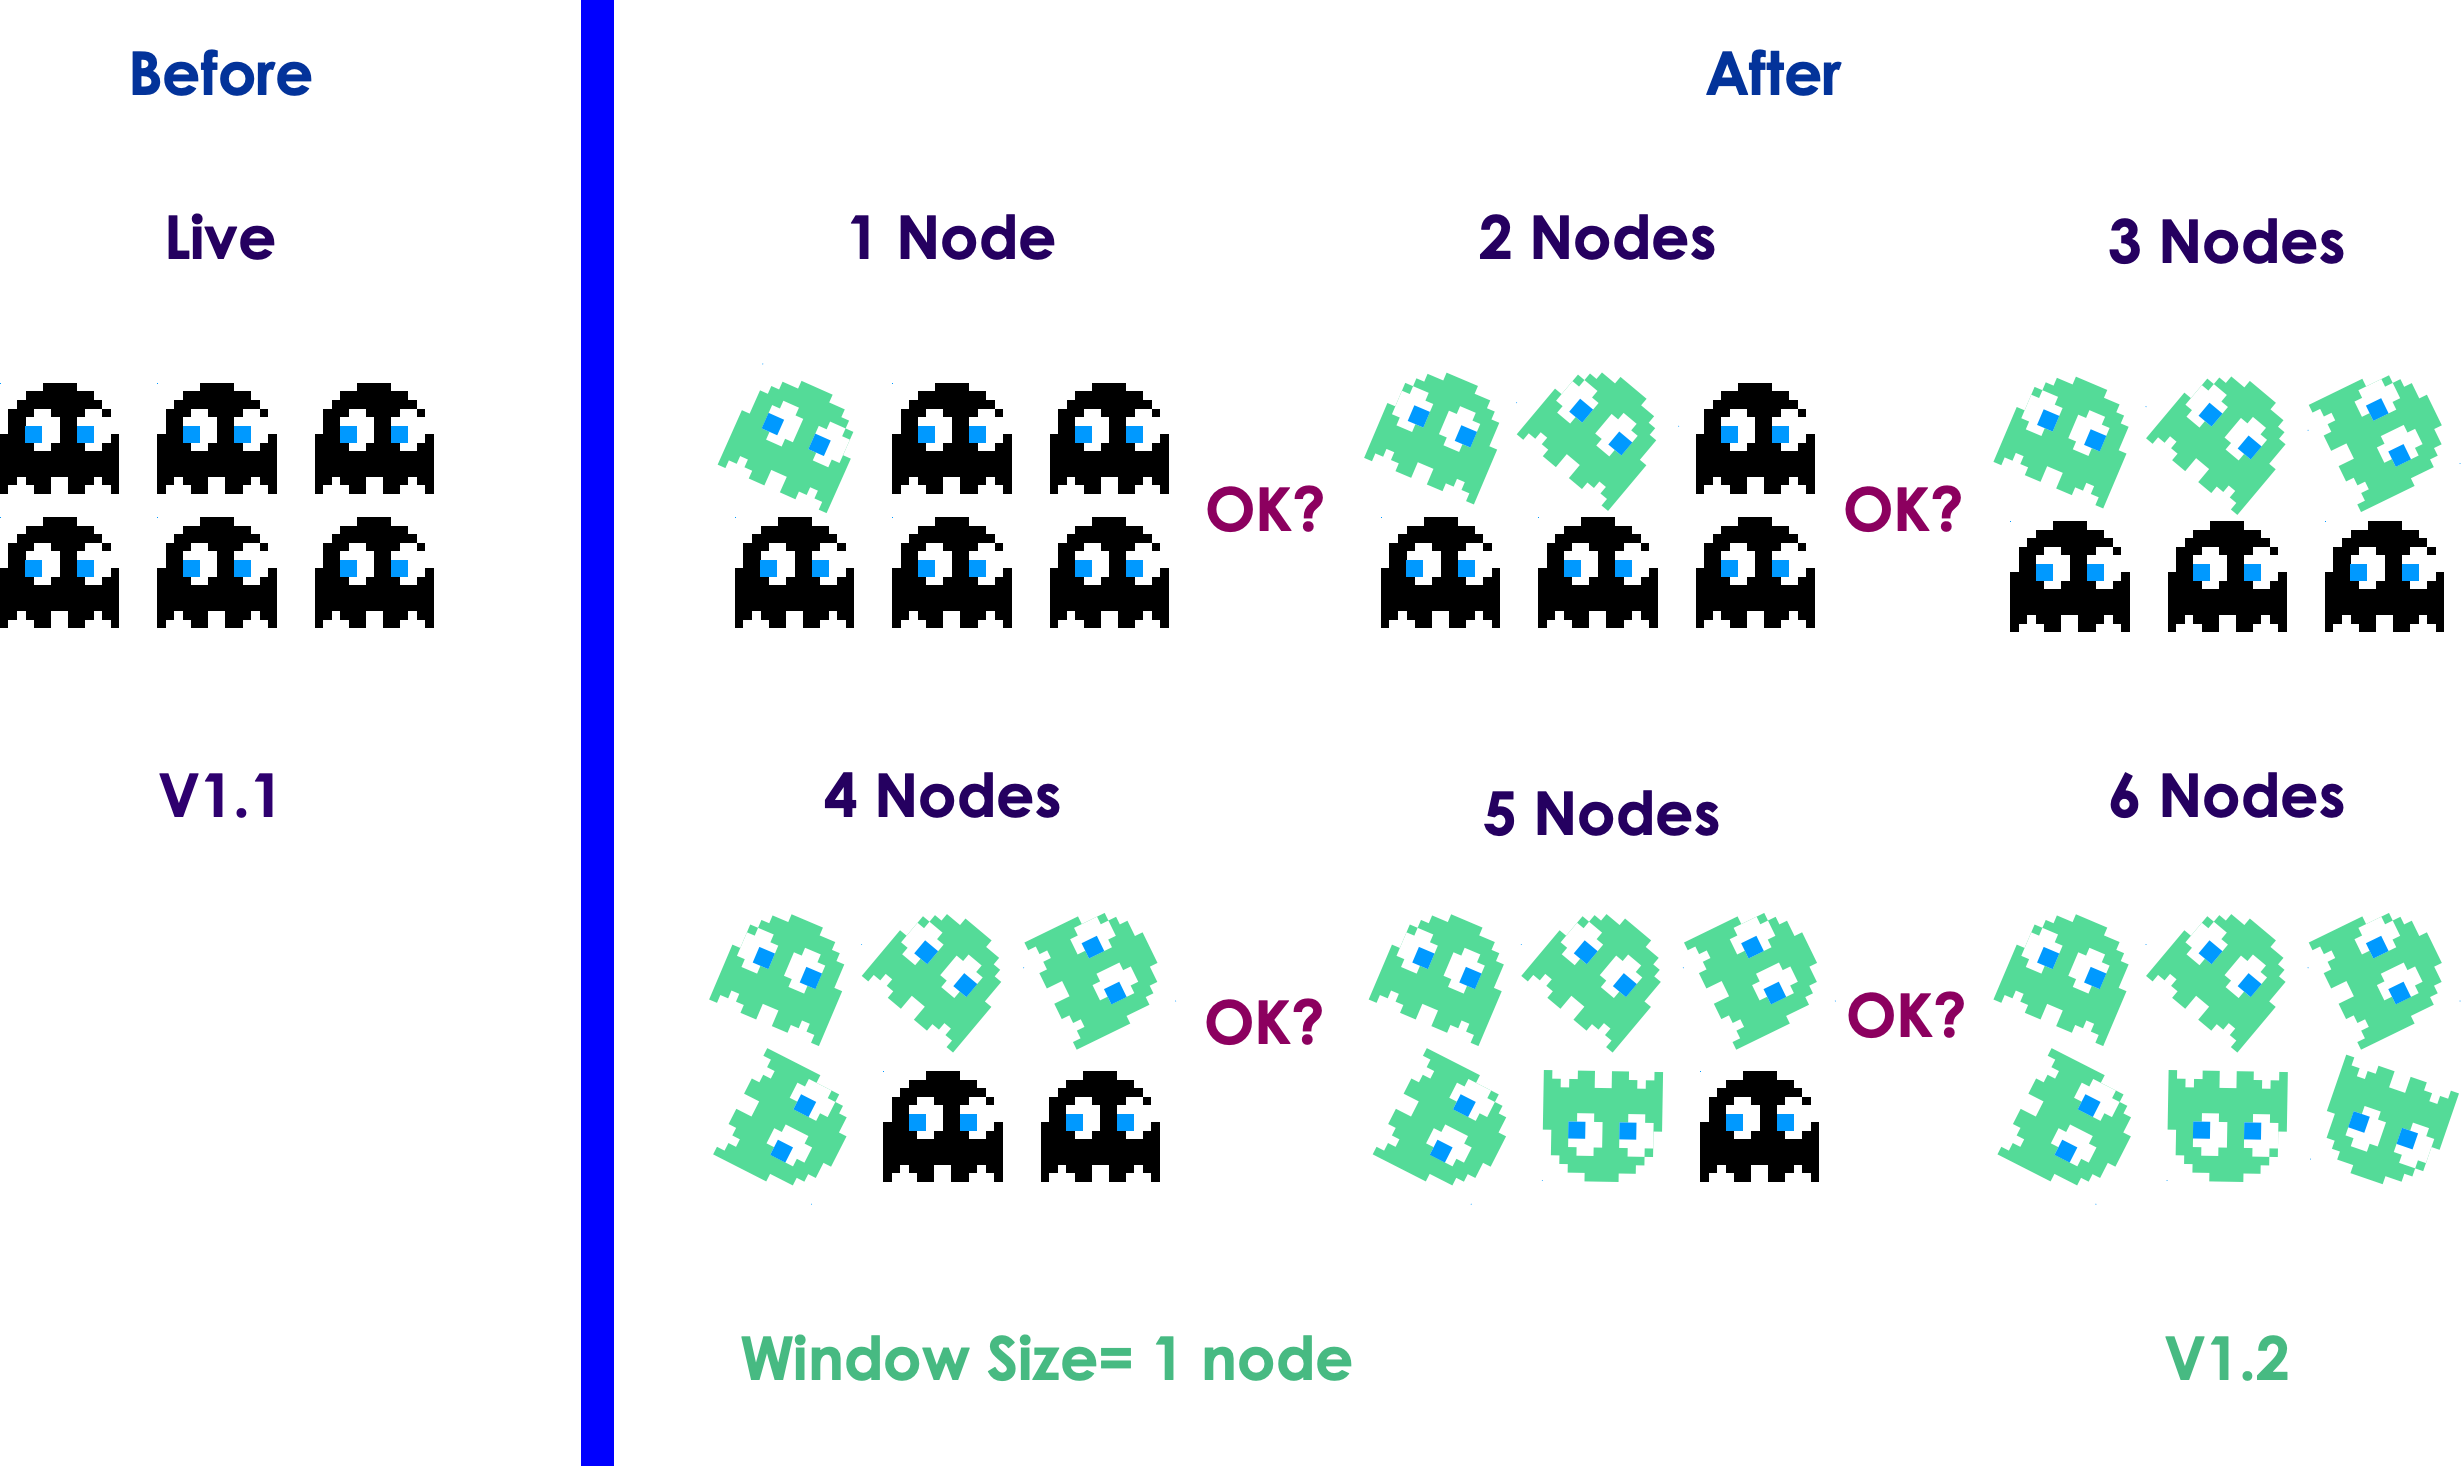 Before
Live
V1.1
After
1 Node
2 Nodes
3 Nodes
OK?
OK?
4 Nodes
5 Nodes
6 Nodes
OK?
OK?
Window Size= 1 node
V1.2